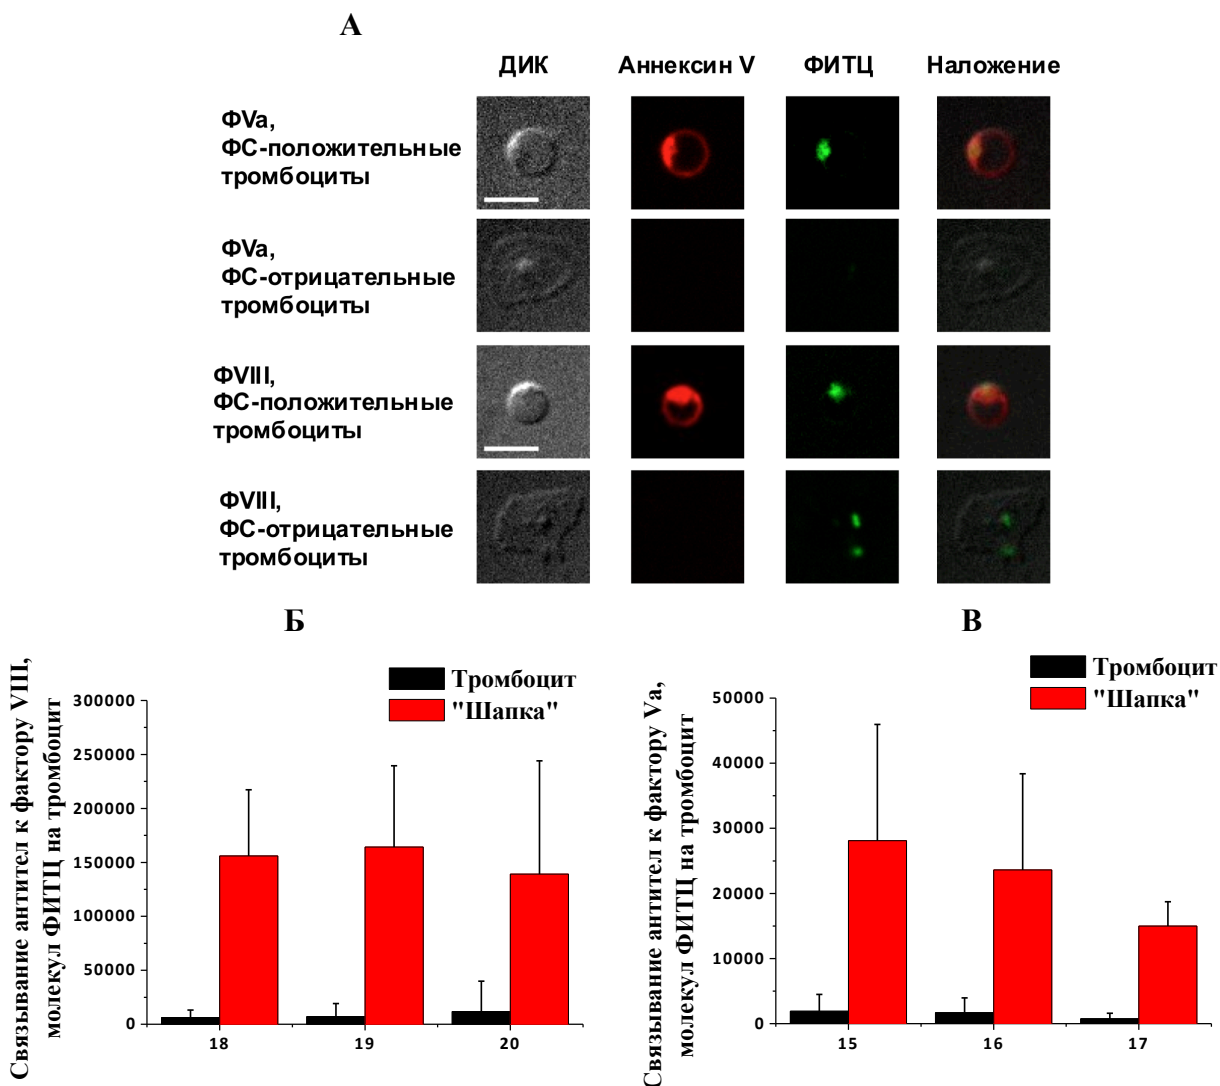 А
ДИК
Аннексин V
ФИТЦ
Наложение
ФVa,
ФС-положительные
тромбоциты
ФVa,
ФС-отрицательные
тромбоциты
ФVIII,
ФС-положительные
тромбоциты
ФVIII,
ФС-отрицательные
тромбоциты
Б
Связывание антител к фактору VIII,
молекул ФИТЦ на тромбоцит
Тромбоцит
"Шапка"
300000
250000
200000
150000
100000
50000
0
18
19
20
В
Связывание антител к фактору Va,
молекул ФИТЦ на тромбоцит
Тромбоцит
"Шапка"
50000
40000
30000
20000
10000
0
15
16
17